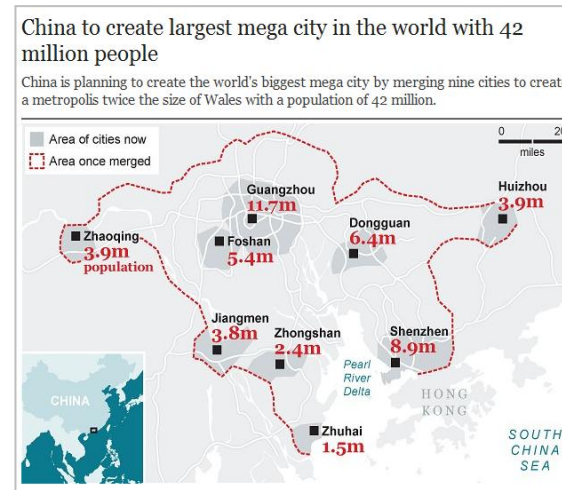 China to create largest mega city in the world with 42
million people
China is planning to create the world's biggest mega city by merging nine cities to create
a metropolis twice the size of Wales with a population of 42 million.
Area of cities now
Area once merged
0 20
miles
Guangzhou
11.7m
Huizhou
3.9m
Zhaoqing
3.9m
population
Foshan
5.4m
Dongguan
6.4m
Jiangmen
3.8m
Zhongshan
2.4m
Shenzhen
8.9m
Pearl
River
Delta
HONG
KONG
CHINA
Zhuhai
1.5m
SOUTH
CHINA
SEA